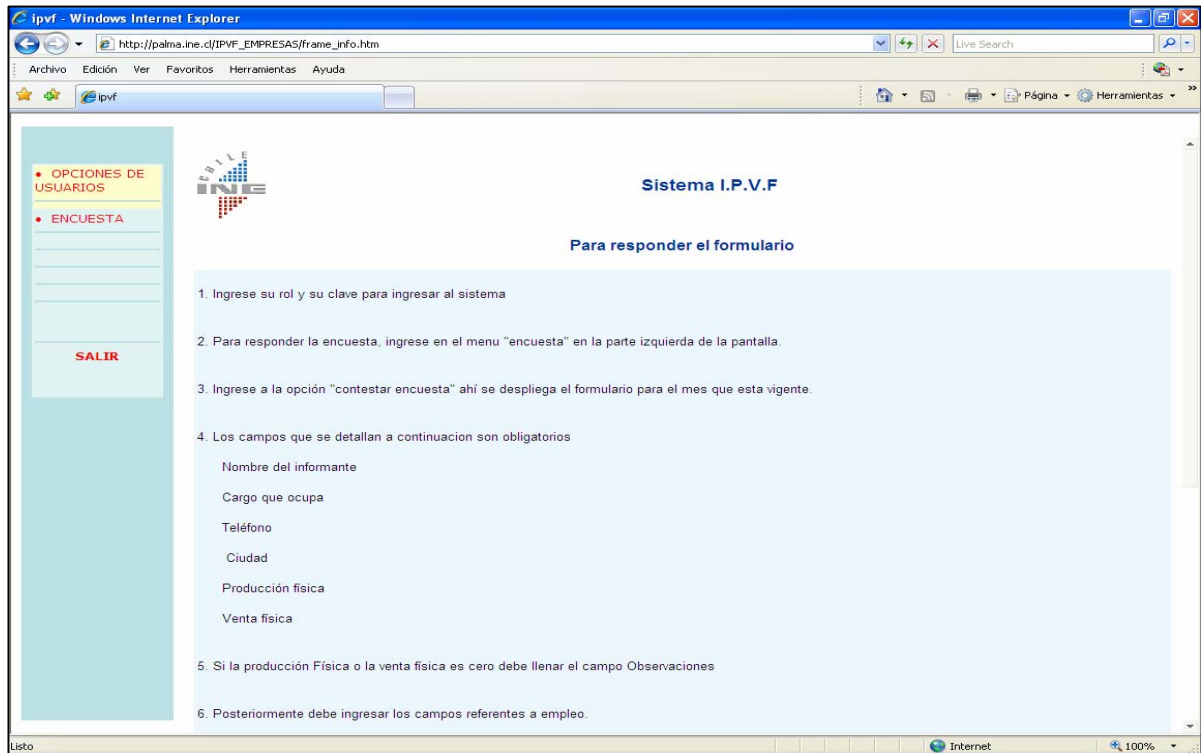 ipvf - Windows Internet Explorer
http://palma.ine.cl/IPVF_EMPRESAS/frame_info.htm
Live Search
Archivo Edición Ver Favoritos Herramientas Ayuda
ipvf
Página
Herramientas
• OPCIONES DE
USUARIOS
• ENCUESTA
SALIR
CHILE
INE
Sistema I.P.V.F
Para responder el formulario
1. Ingrese su rol y su clave para ingresar al sistema
2. Para responder la encuesta, ingrese en el menu "encuesta" en la parte izquierda de la pantalla.
3. Ingrese a la opción "contestar encuesta" ahí se despliega el formulario para el mes que esta vigente.
4. Los campos que se detallan a continuacion son obligatorios
Nombre del informante
Cargo que ocupa
Teléfono
Ciudad
Producción física
Venta física
5. Si la producción Física o la venta física es cero debe llenar el campo Observaciones
6. Posteriormente debe ingresar los campos referentes a empleo.
Listo
Internet
100%